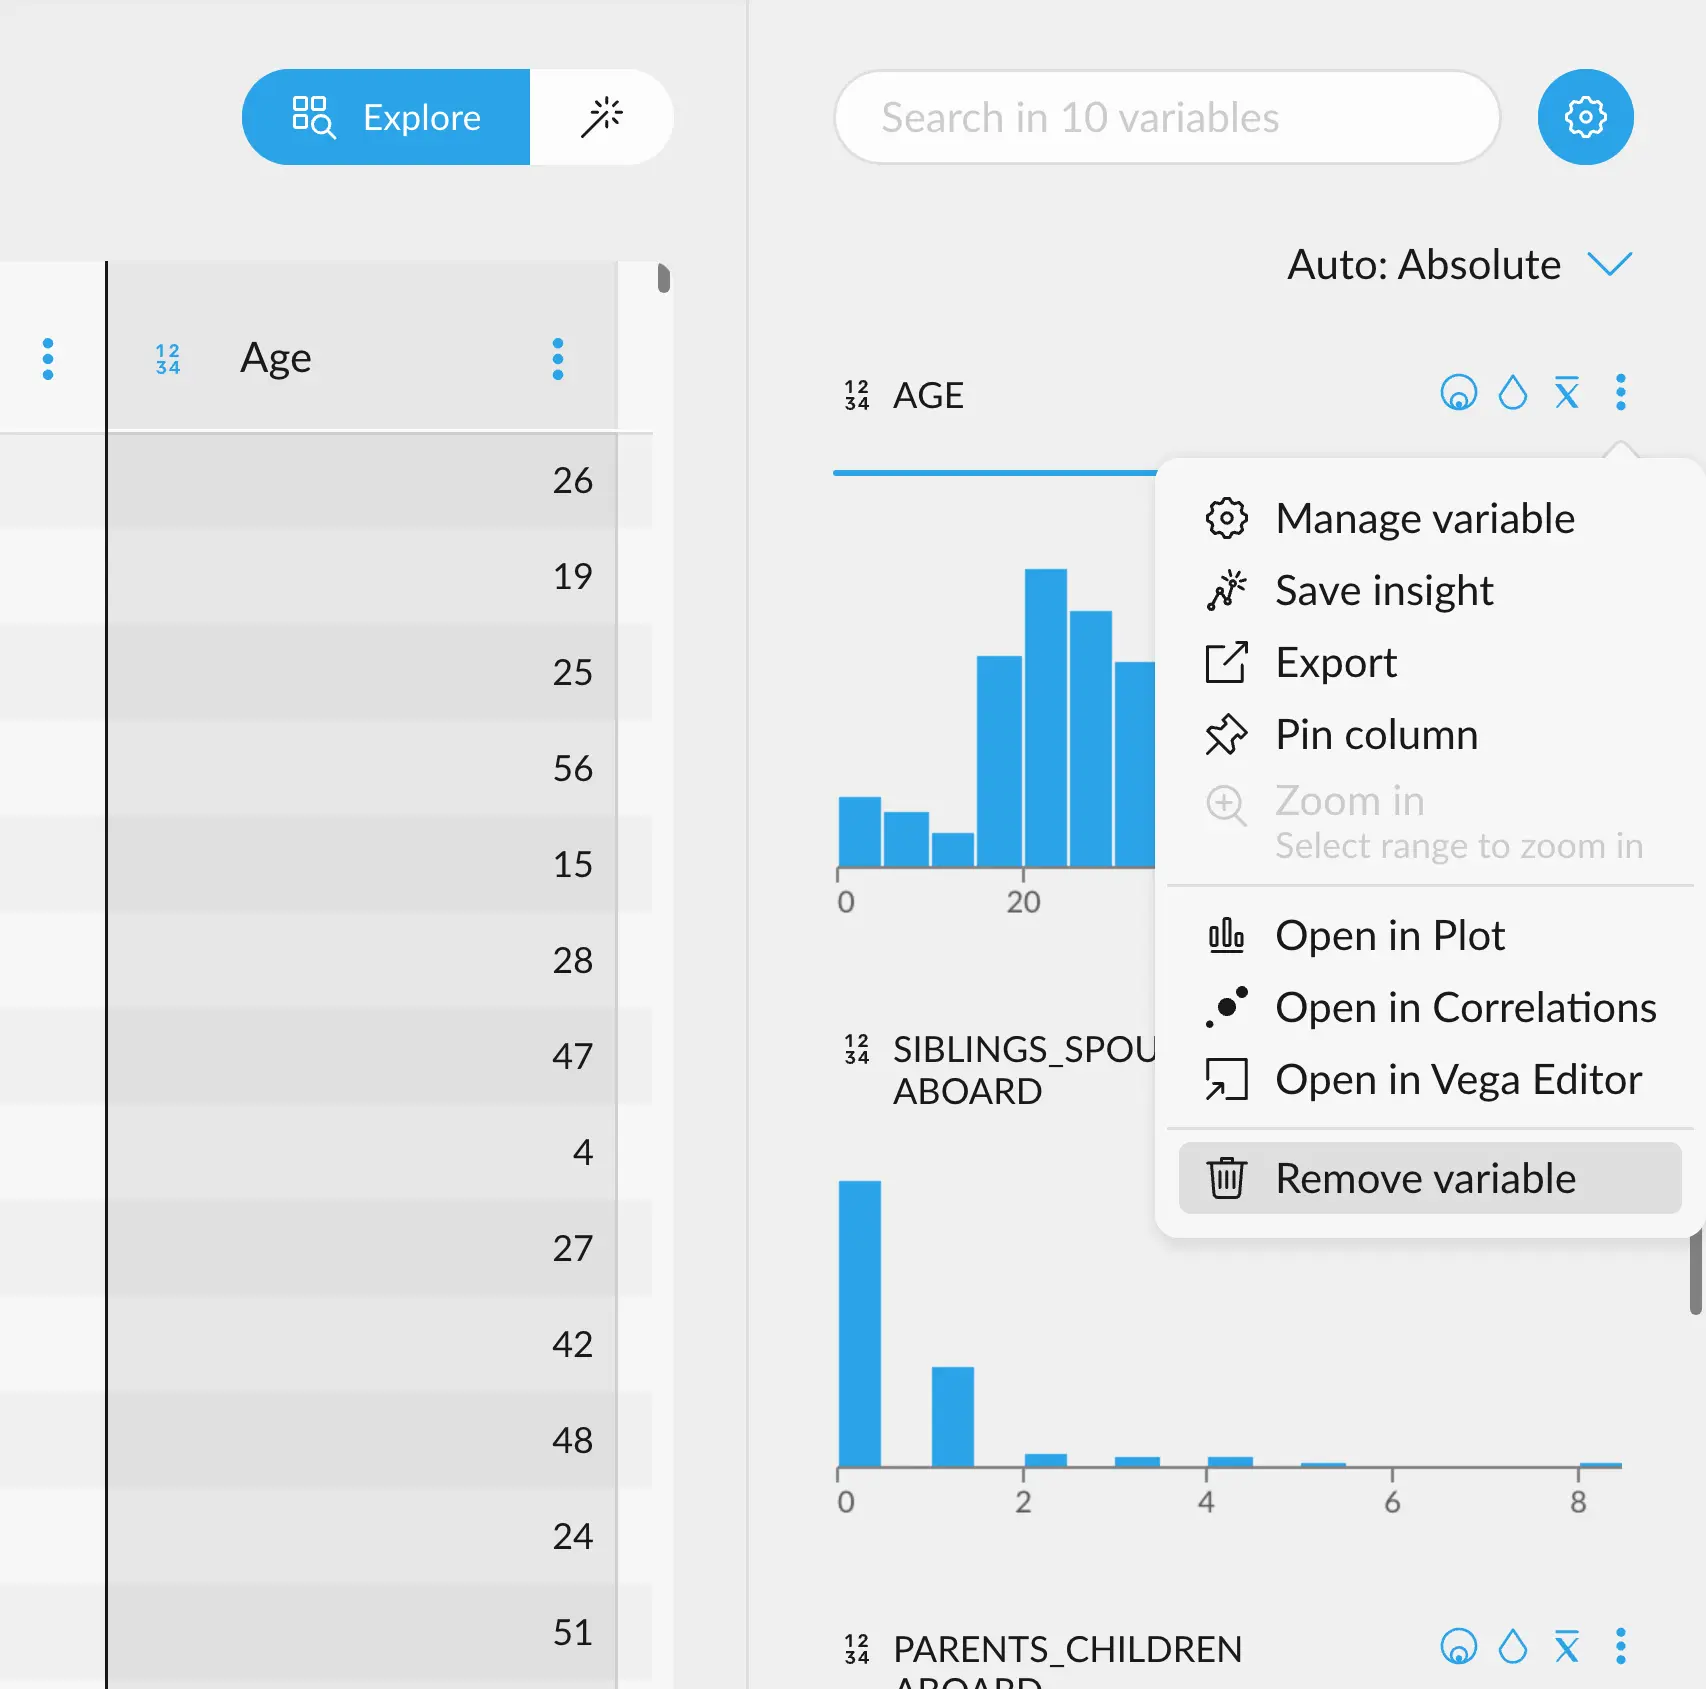 Explore
Search in 10 variables
Auto: Absolute
12
34
Age
26
19
25
56
15
28
47
4
27
42
48
24
51
12
34
AGE
0
20
Manage variable
Save insight
Export
Pin column
Zoom in
Select range to zoom in
Open in Plot
Open in Correlations
Open in Vega Editor
Remove variable
12
34
SIBLINGS_SPOU
ABOARD
0
2
4
6
8
12
34
PARENTS_CHILDREN
ABOARD